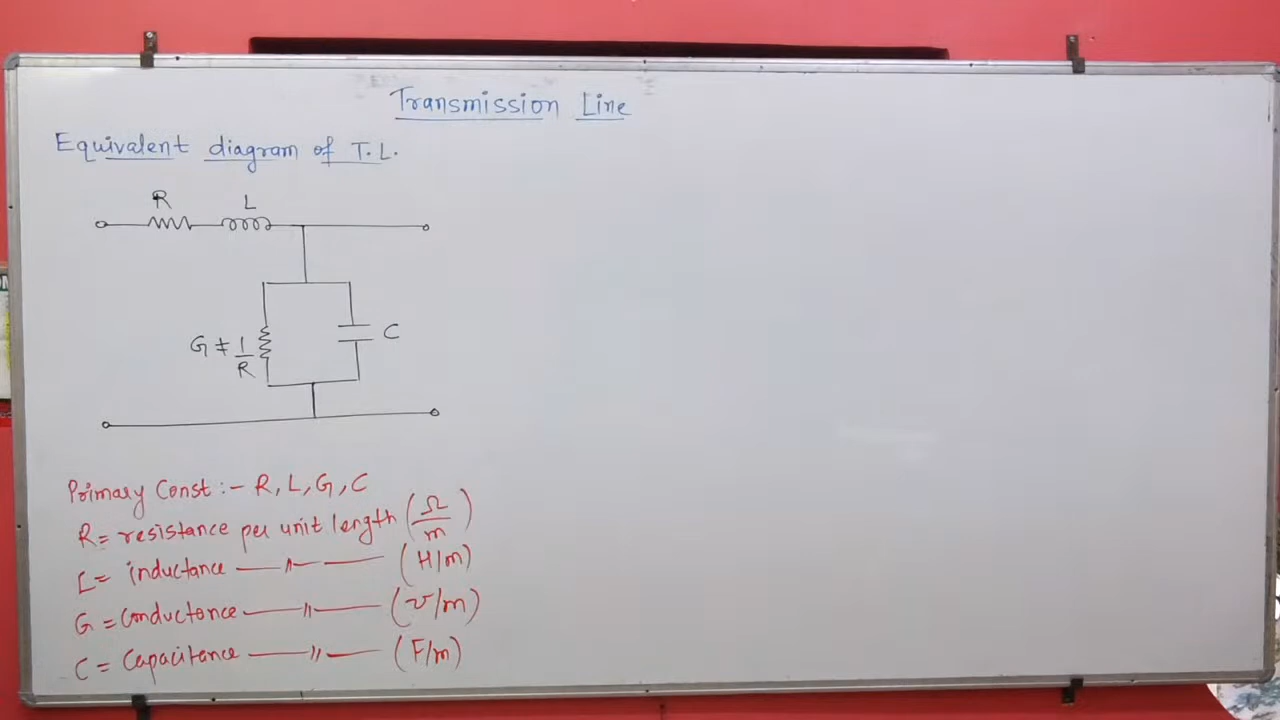 Transmission Line
Equivalent diagram of T.L.
R
L
G ≠ 1/R
C
Primary Const :- R, L, G, C
R = resistance per unit length (Ω/m)
L = inductance —〃— (H/m)
G = Conductance —〃— (℧/m)
C = Capacitance —〃— (F/m)